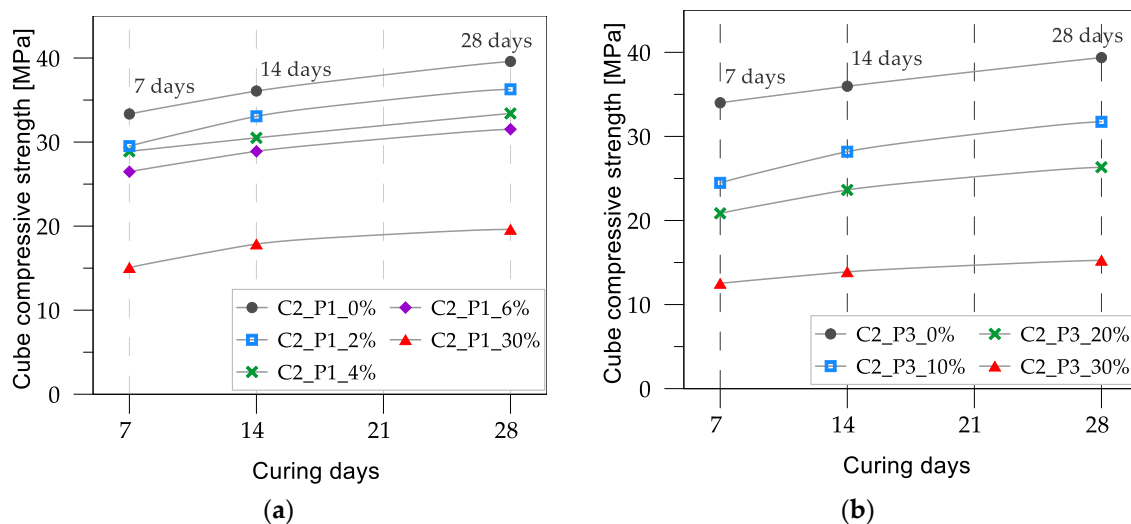 Cube compressive strength [MPa]
40
30
20
10
0
7 days
14 days
28 days
C2_P1_0%
C2_P1_6%
C2_P1_2%
C2_P1_30%
C2_P1_4%
7 14 21 28
Curing days
(a)
Cube compressive strength [MPa]
40
30
20
10
0
7 days
14 days
28 days
C2_P3_0%
C2_P3_20%
C2_P3_10%
C2_P3_30%
7 14 21 28
Curing days
(b)